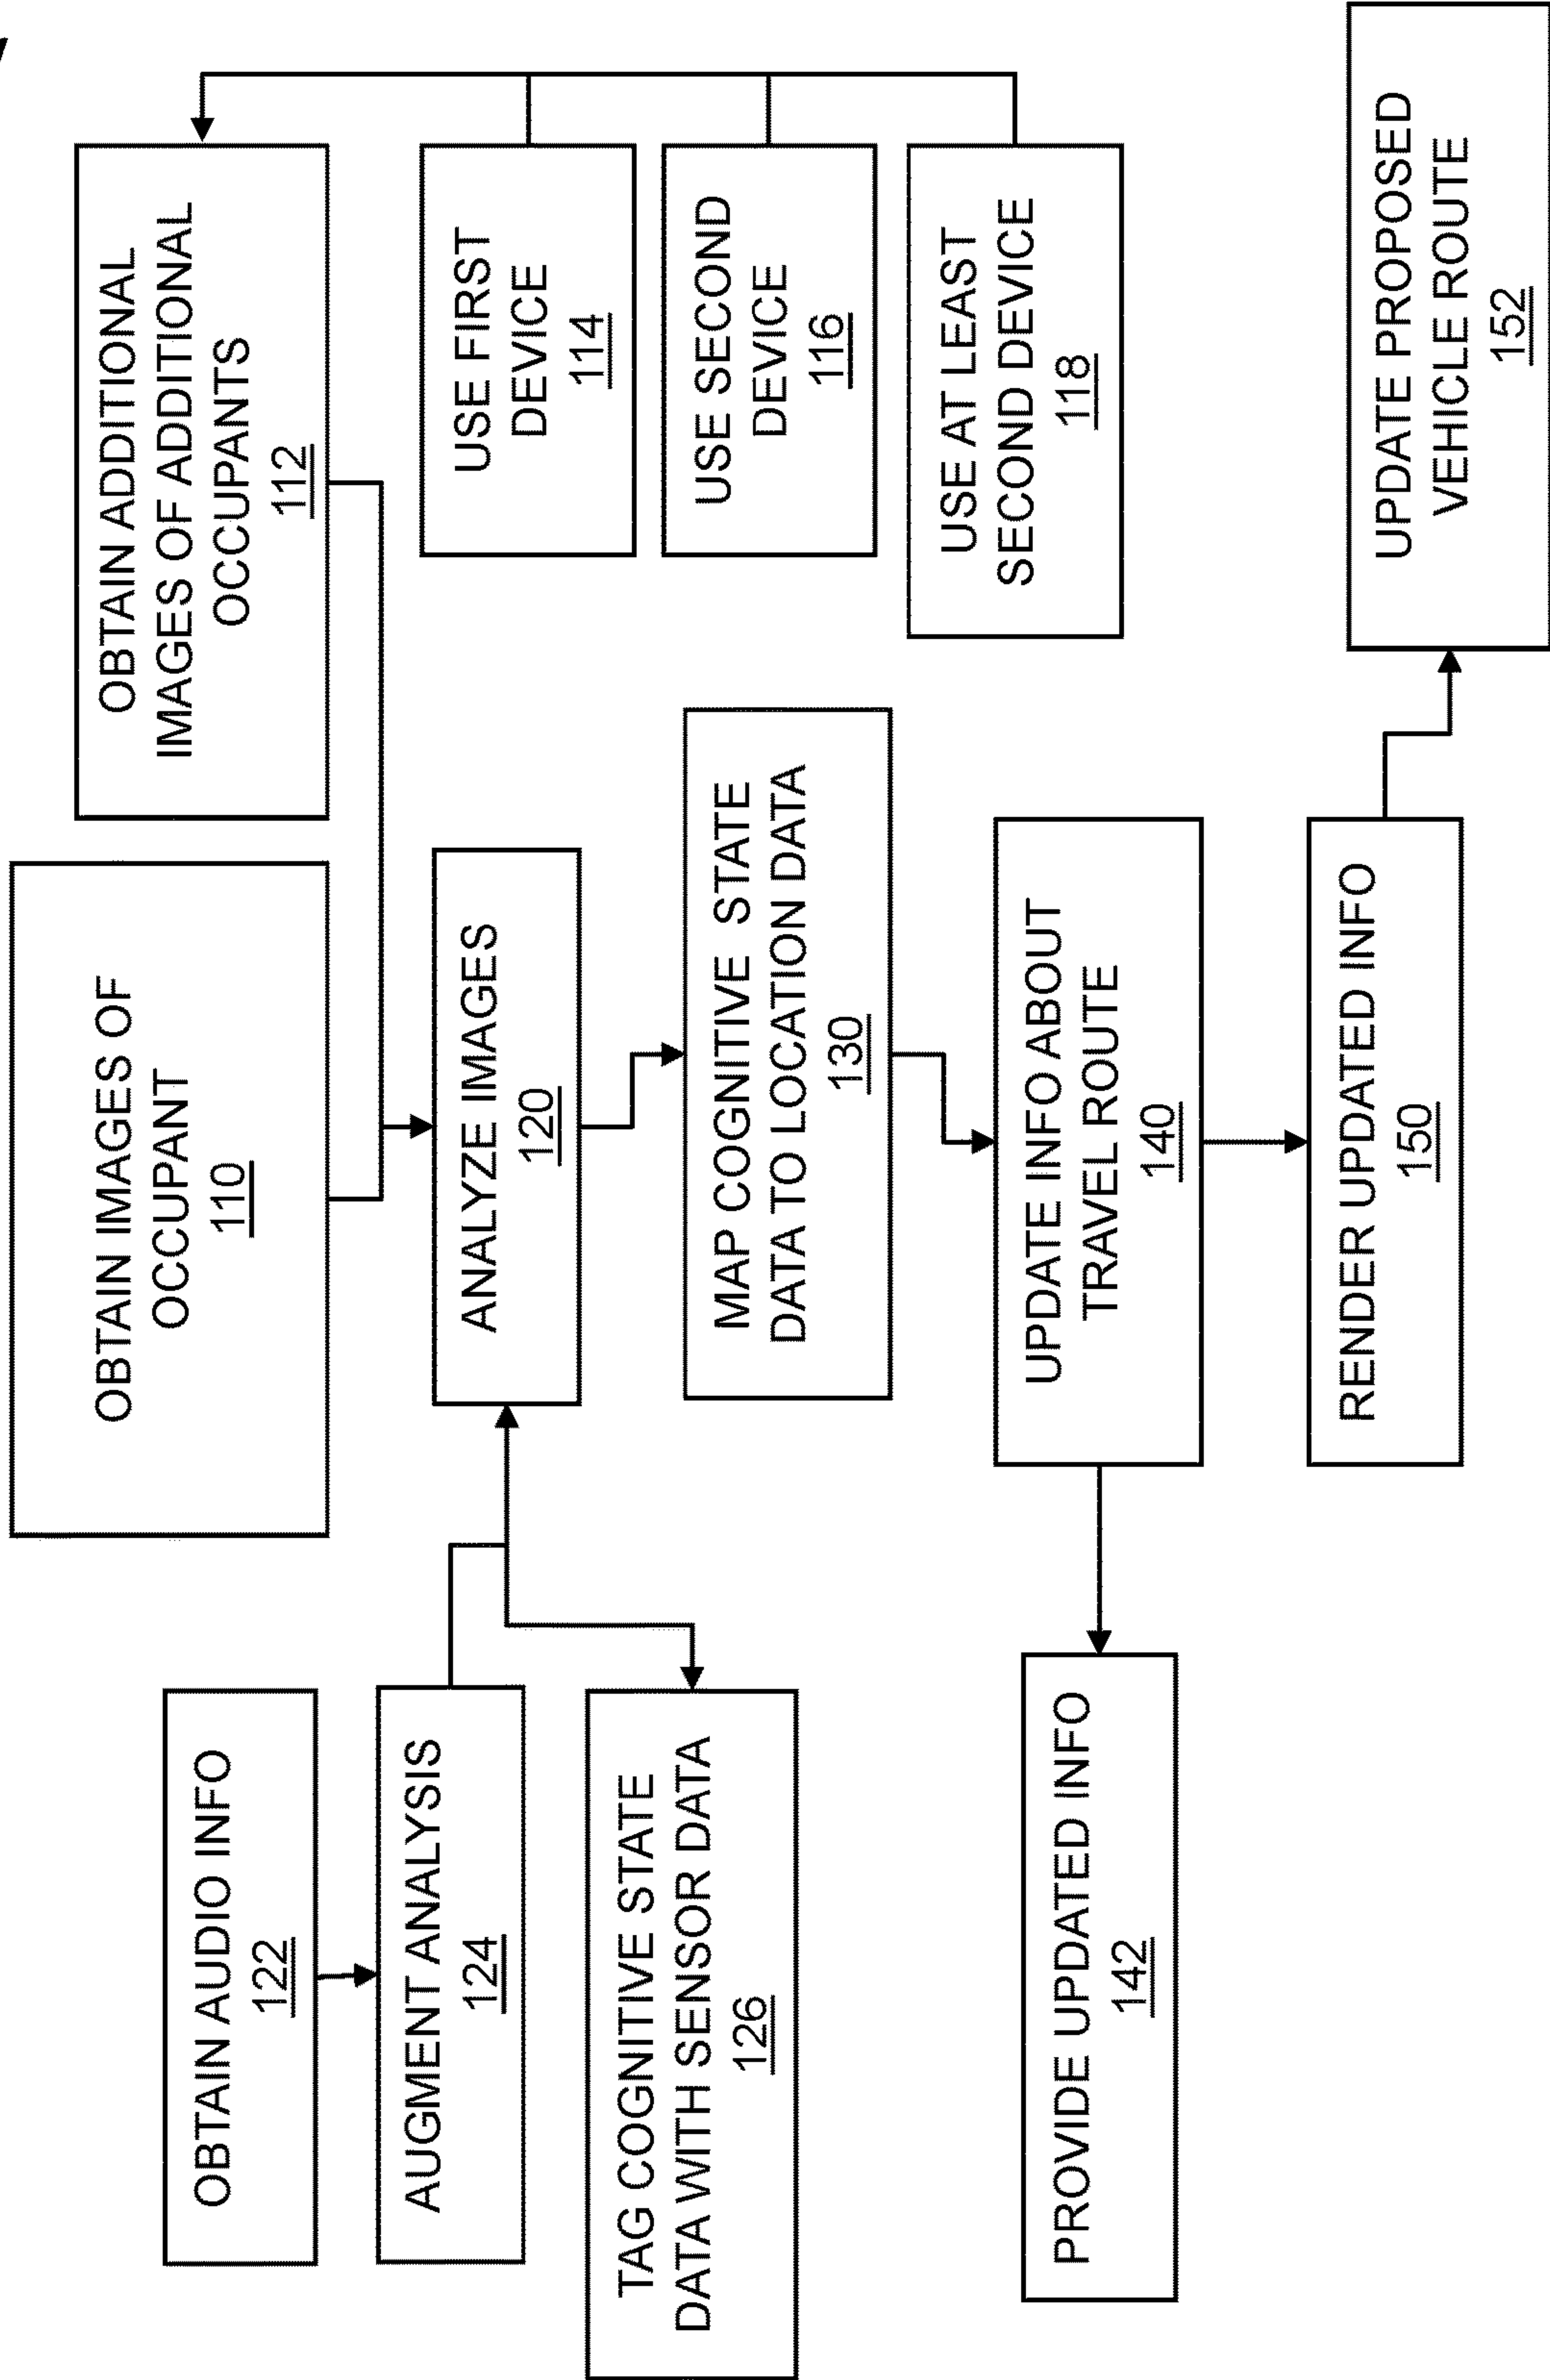 OBTAIN IMAGES OF
OCCUPANT
110
OBTAIN ADDITIONAL
IMAGES OF ADDITIONAL
OCCUPANTS
112
USE FIRST
DEVICE
114
USE SECOND
DEVICE
116
USE AT LEAST
SECOND DEVICE
118
OBTAIN AUDIO INFO
122
AUGMENT ANALYSIS
124
TAG COGNITIVE STATE
DATA WITH SENSOR DATA
126
ANALYZE IMAGES
120
MAP COGNITIVE STATE
DATA TO LOCATION DATA
130
UPDATE INFO ABOUT
TRAVEL ROUTE
140
PROVIDE UPDATED INFO
142
RENDER UPDATED INFO
150
UPDATE PROPOSED
VEHICLE ROUTE
152